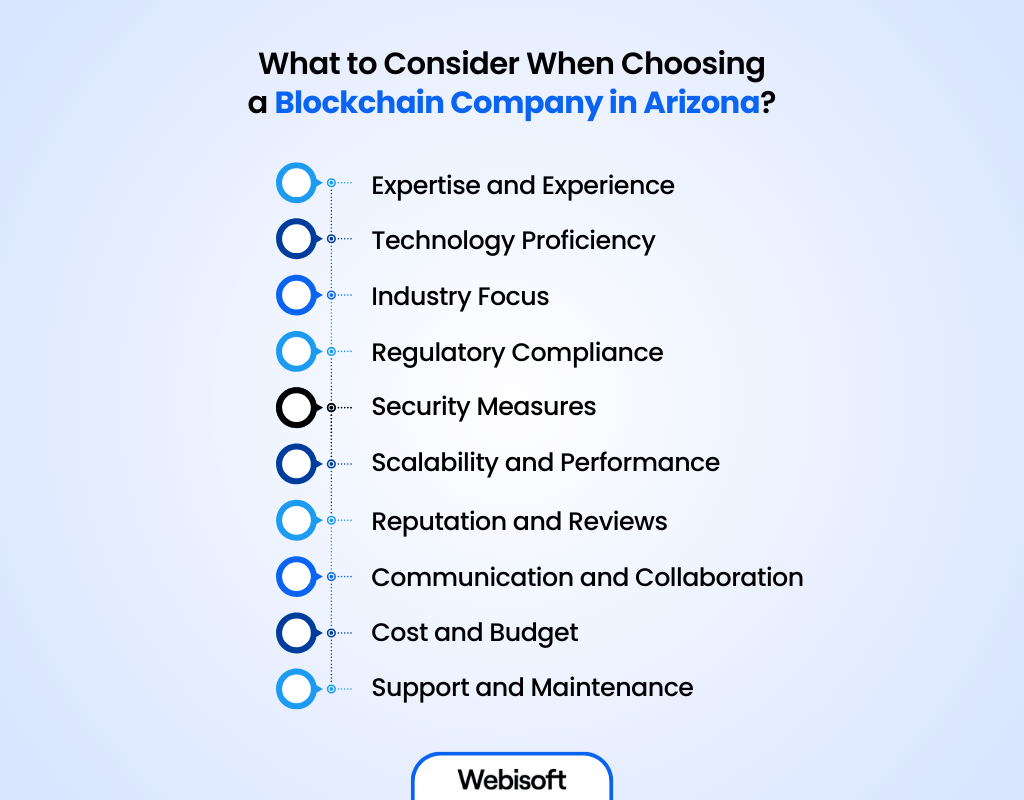 What to Consider When Choosing
a Blockchain Company in Arizona?
Expertise and Experience
Technology Proficiency
Industry Focus
Regulatory Compliance
Security Measures
Scalability and Performance
Reputation and Reviews
Communication and Collaboration
Cost and Budget
Support and Maintenance
Webisoft